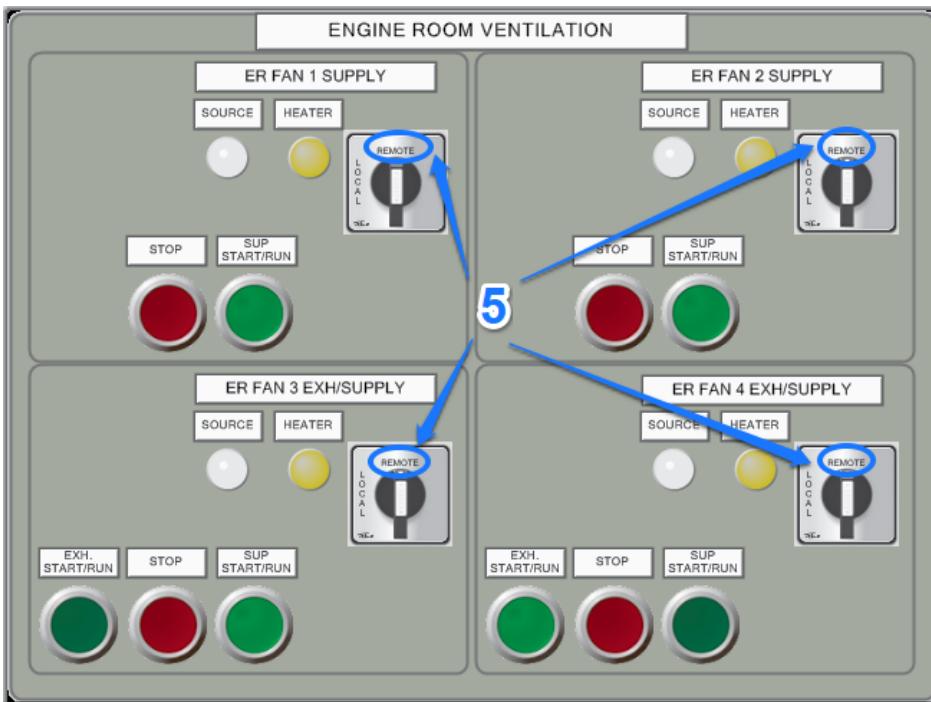 ENGINE ROOM VENTILATION
ER FAN 1 SUPPLY
SOURCE
HEATER
REMOTE
LOCAL
STOP
SUP
START/RUN
ER FAN 2 SUPPLY
SOURCE
HEATER
REMOTE
LOCAL
STOP
SUP
START/RUN
5
ER FAN 3 EXH/SUPPLY
SOURCE
HEATER
REMOTE
LOCAL
EXH.
START/RUN
STOP
SUP
START/RUN
ER FAN 4 EXH/SUPPLY
SOURCE
HEATER
REMOTE
LOCAL
EXH.
START/RUN
STOP
SUP
START/RUN